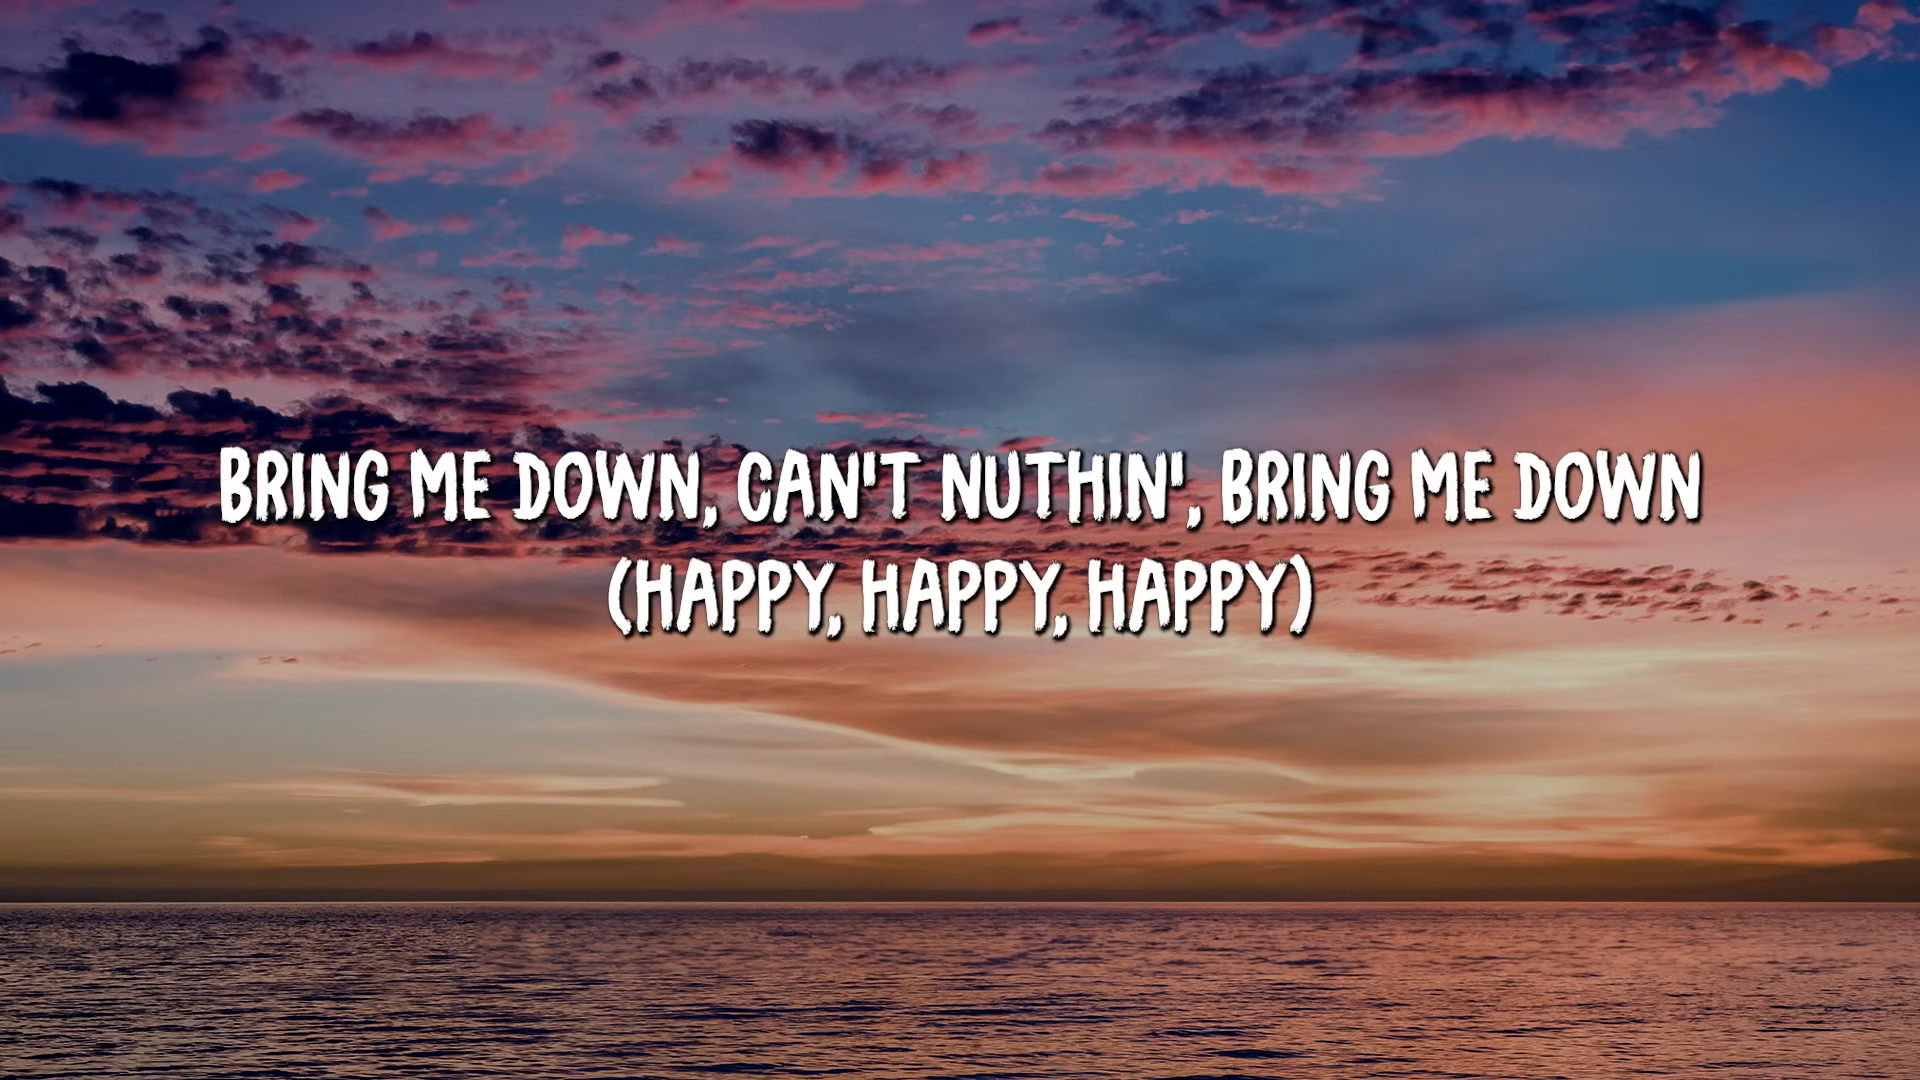 BRING ME DOWN, CAN'T NUTHIN', BRING ME DOWN
(HAPPY, HAPPY, HAPPY)